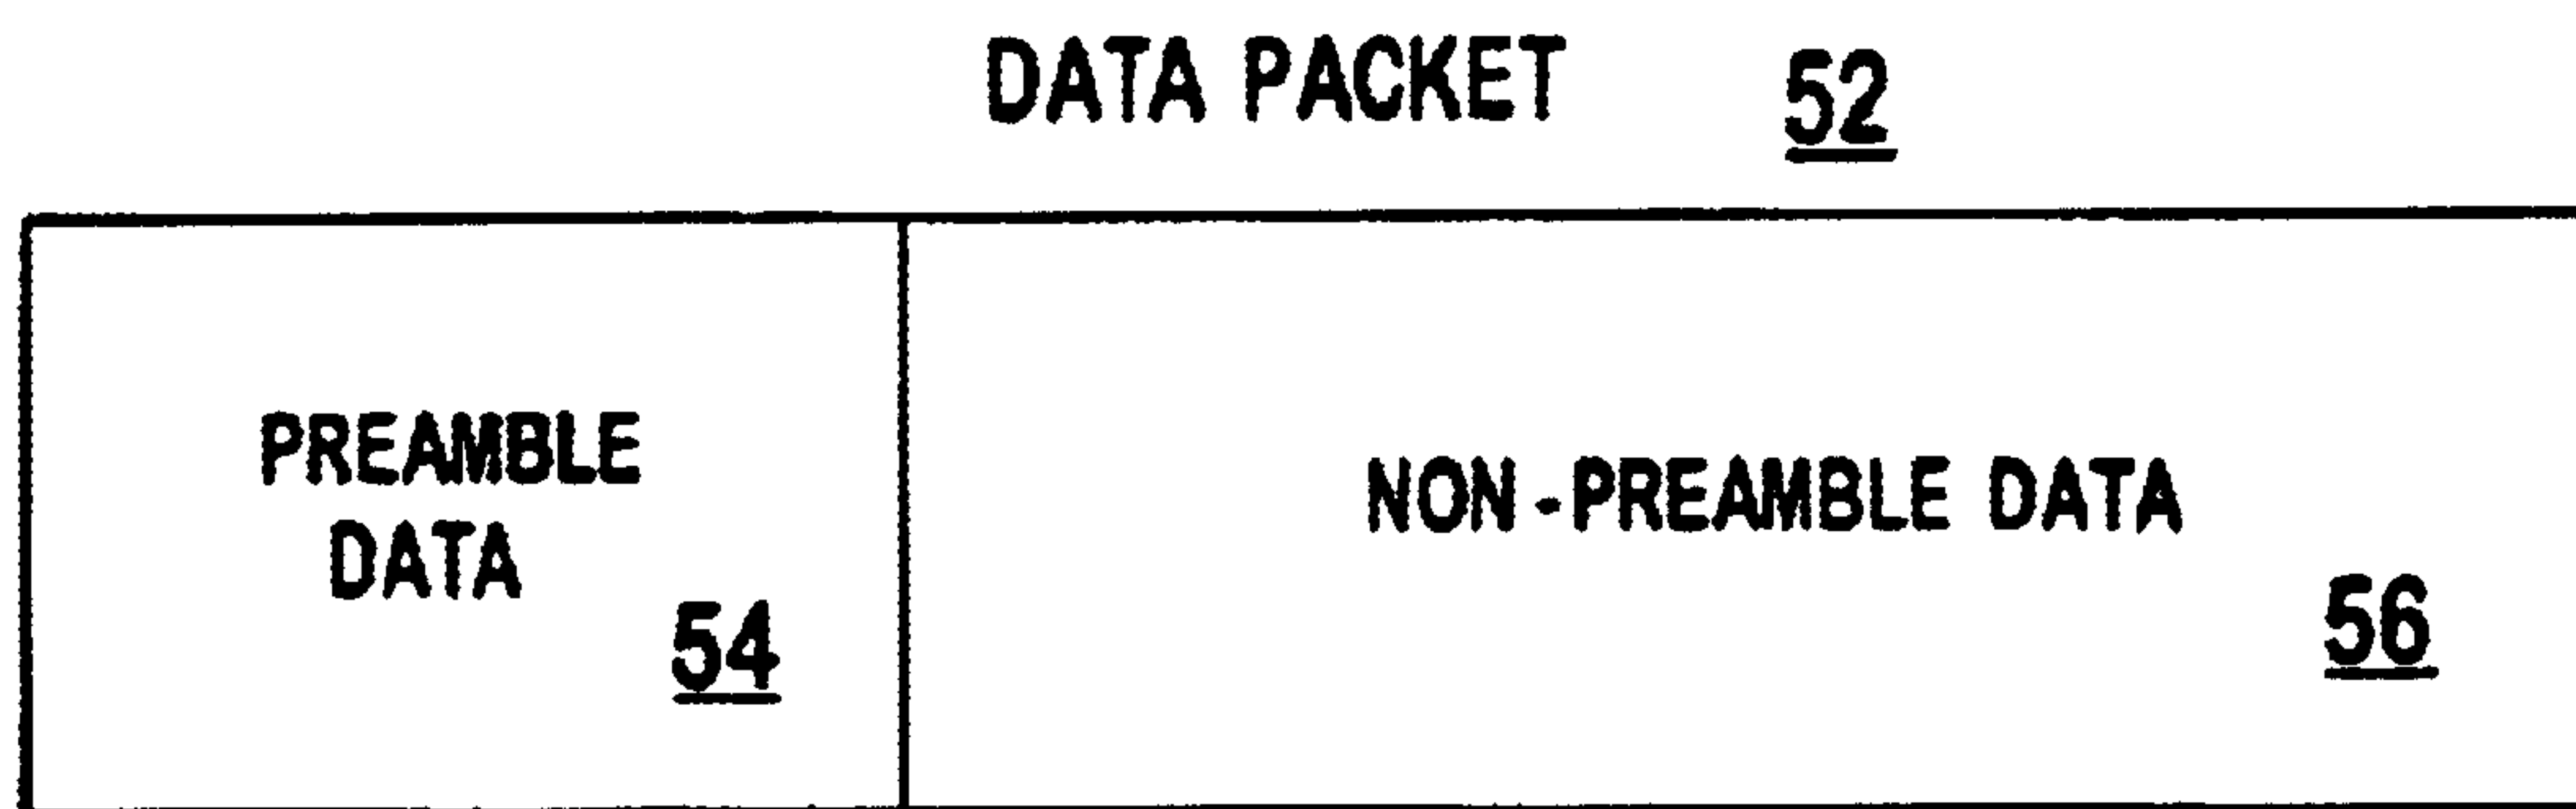 DATA PACKET 52
PREAMBLE
DATA
54
NON-PREAMBLE DATA
56